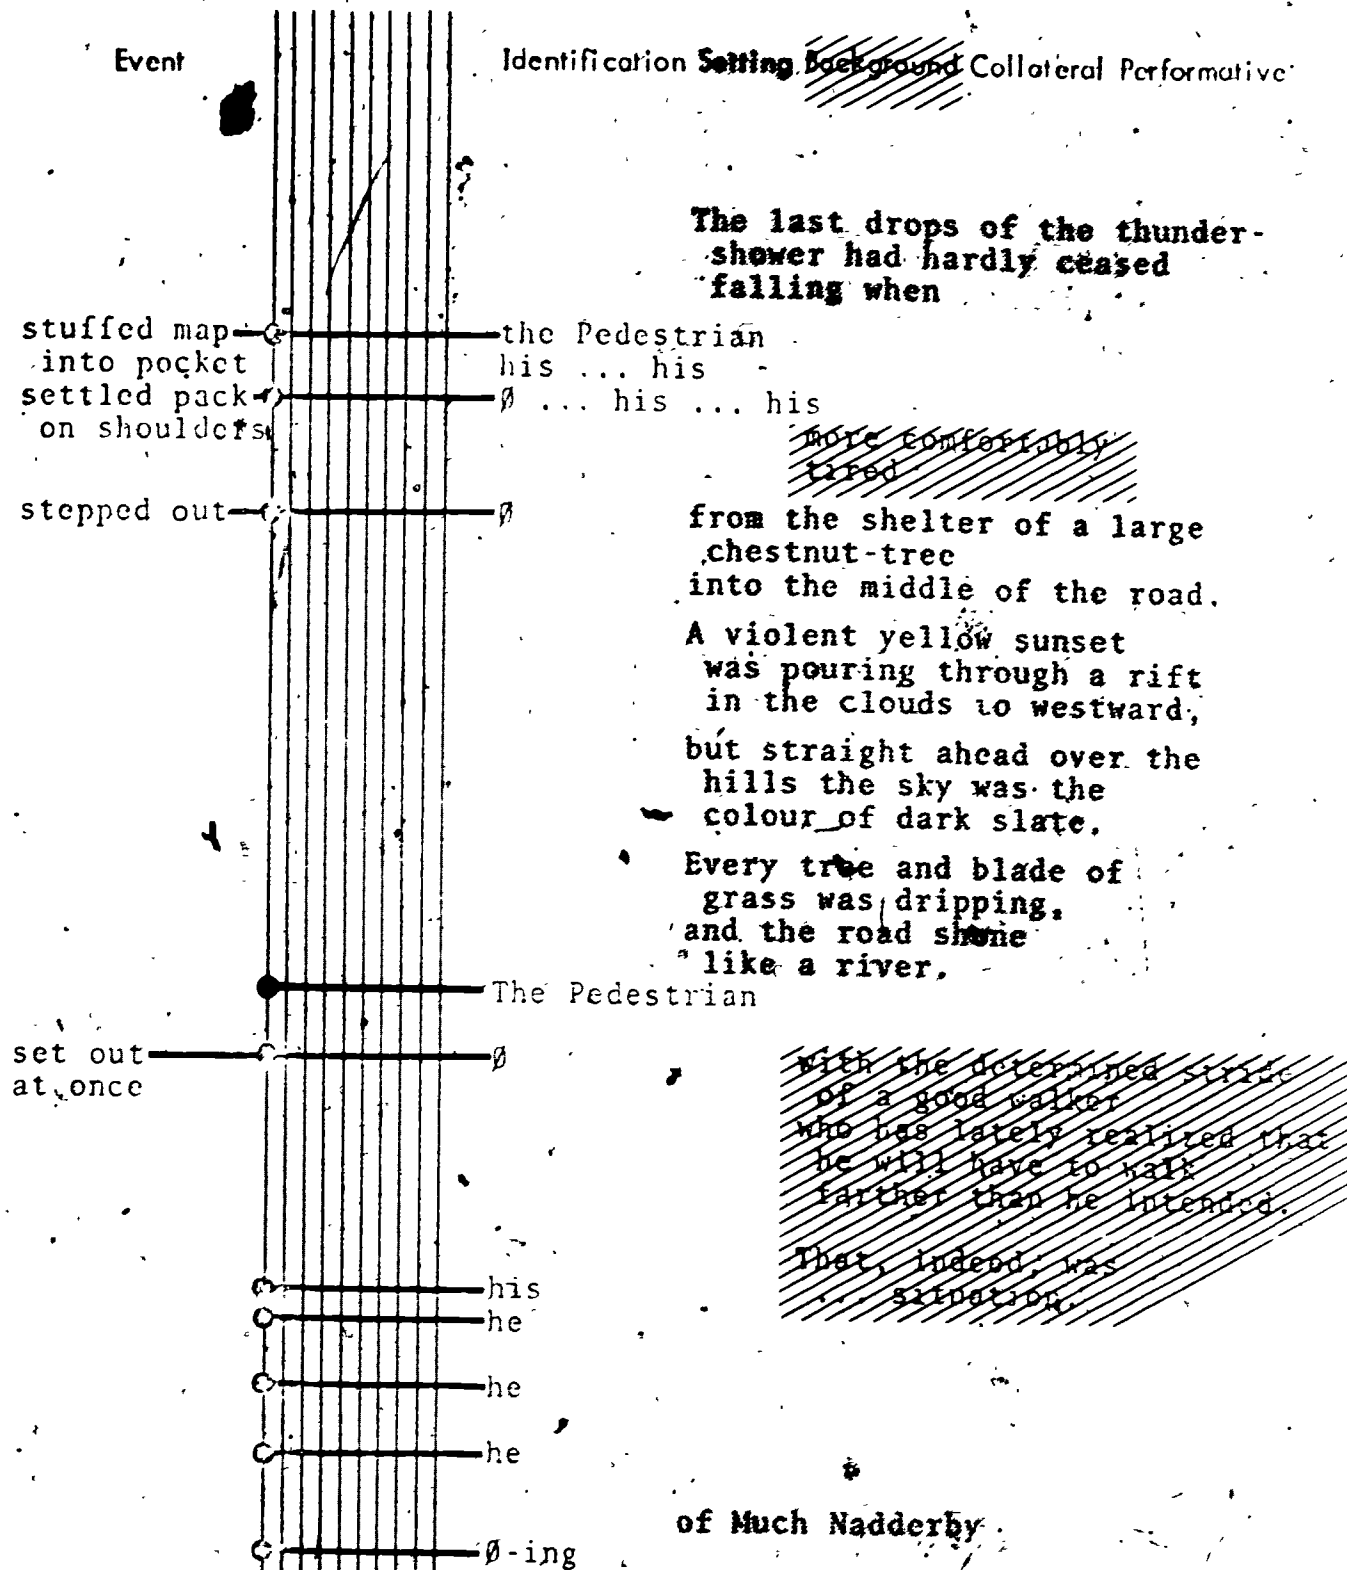 Event Identification Setting Background Collateral Performative
The last drops of the thunder-
shower had hardly ceased
falling when
stuffed map the Pedestrian
into pocket his ... his
settled pack Ø ... his ... his
on shoulders
more comfortably
tired
stepped out Ø
from the shelter of a large
chestnut-tree
into the middle of the road.
A violent yellow sunset
was pouring through a rift
in the clouds to westward,
but straight ahead over the
hills the sky was the
colour of dark slate.
Every tree and blade of
grass was dripping,
and the road shone
like a river.
The Pedestrian
set out Ø
at once
with the determined stride
of a good walker
who has lately realized that
he will have to walk
farther than he intended.
That, indeed, was
... situation.
his
he
he
he
of Much Nadderby
Ø-ing